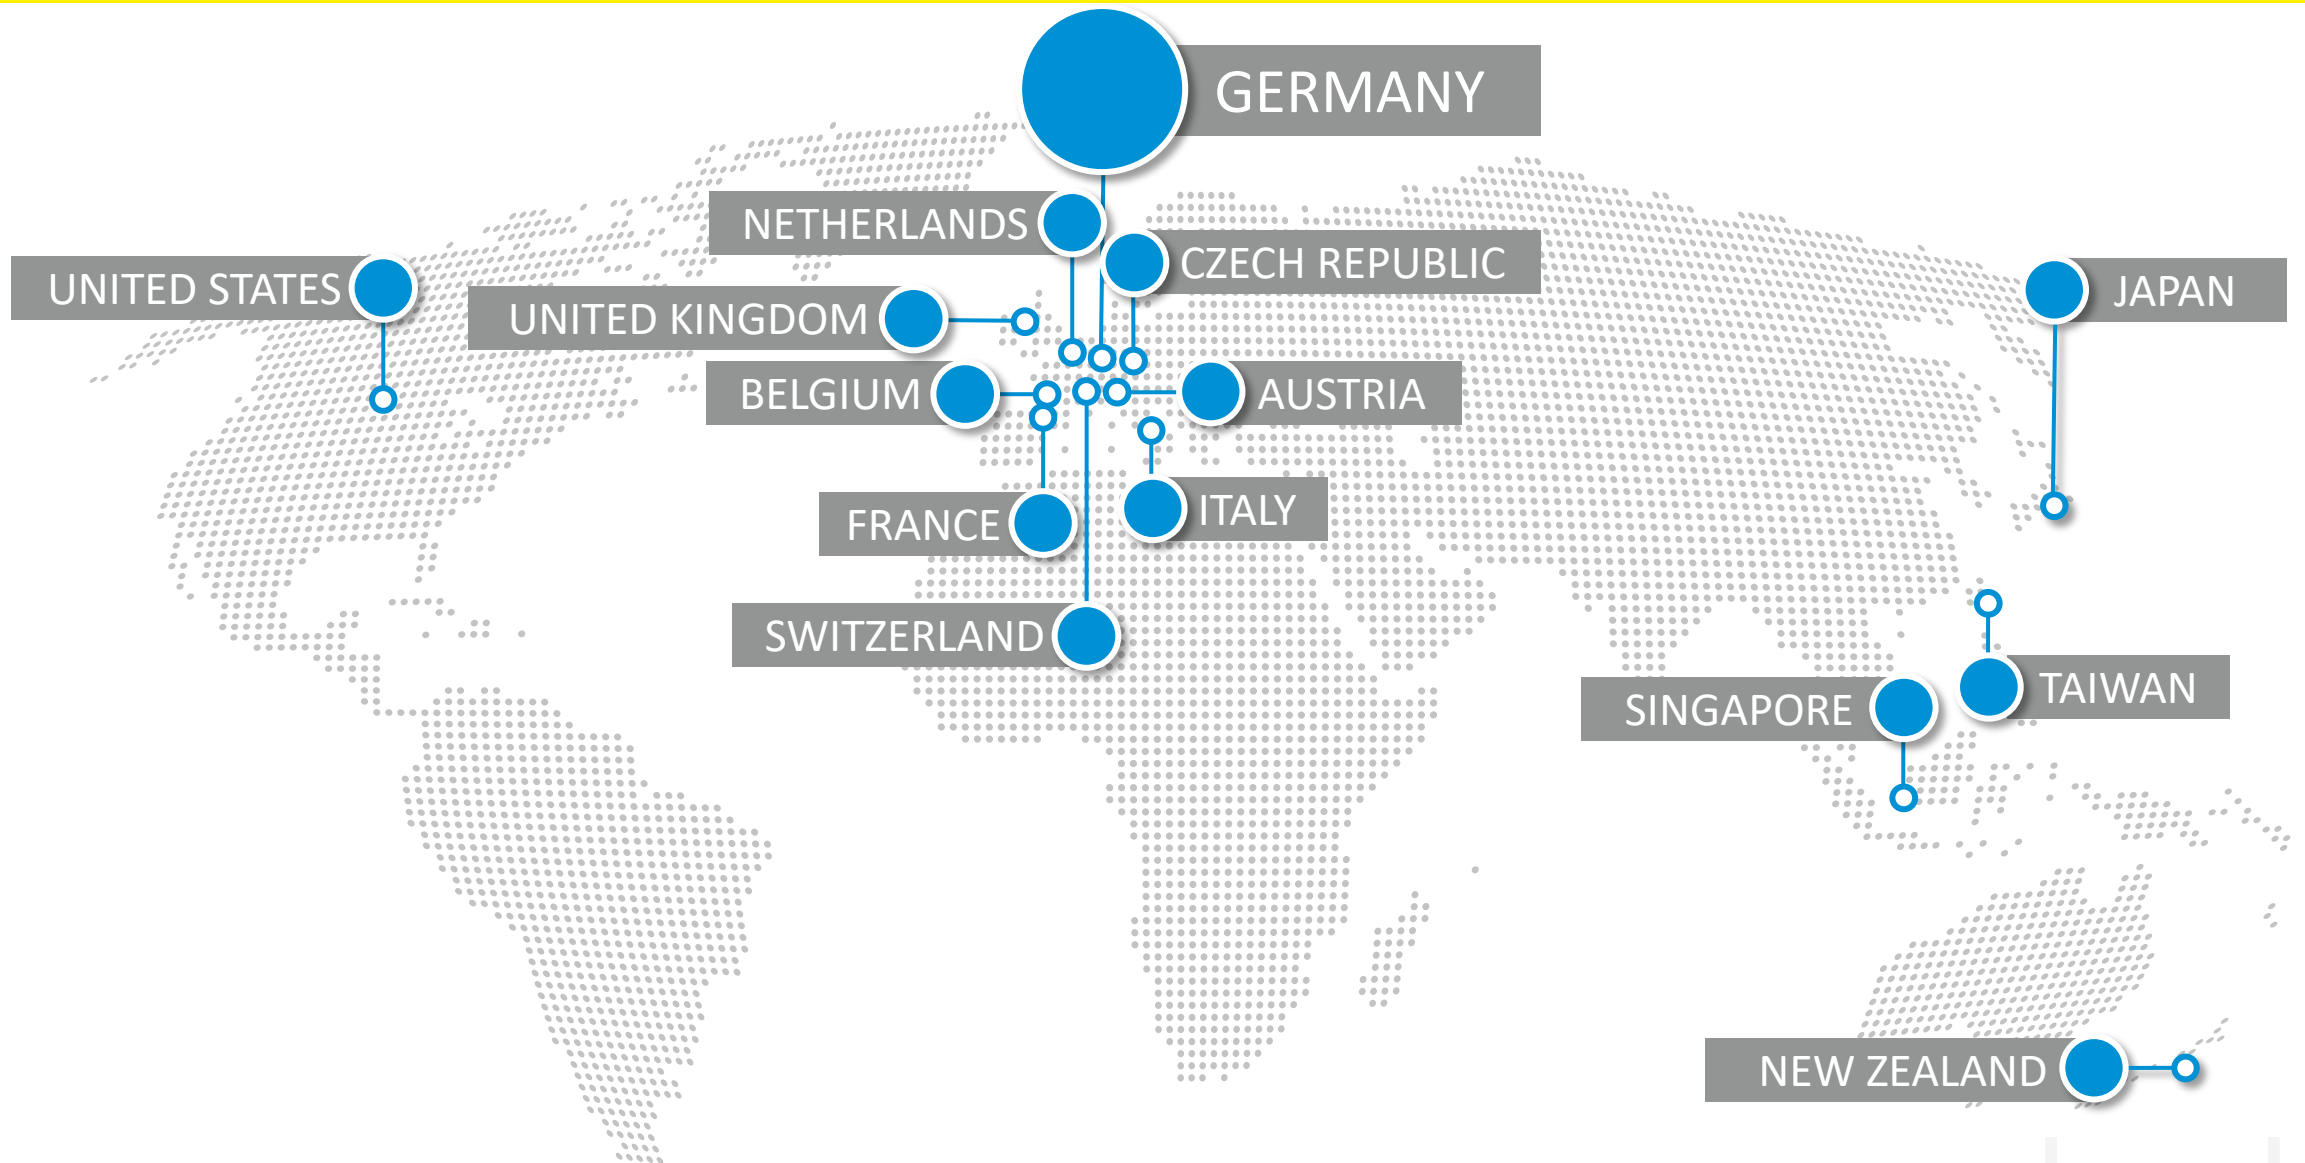 GERMANY
NETHERLANDS
CZECH REPUBLIC
UNITED STATES
JAPAN
UNITED KINGDOM
BELGIUM
AUSTRIA
FRANCE
ITALY
SWITZERLAND
TAIWAN
SINGAPORE
NEW ZEALAND